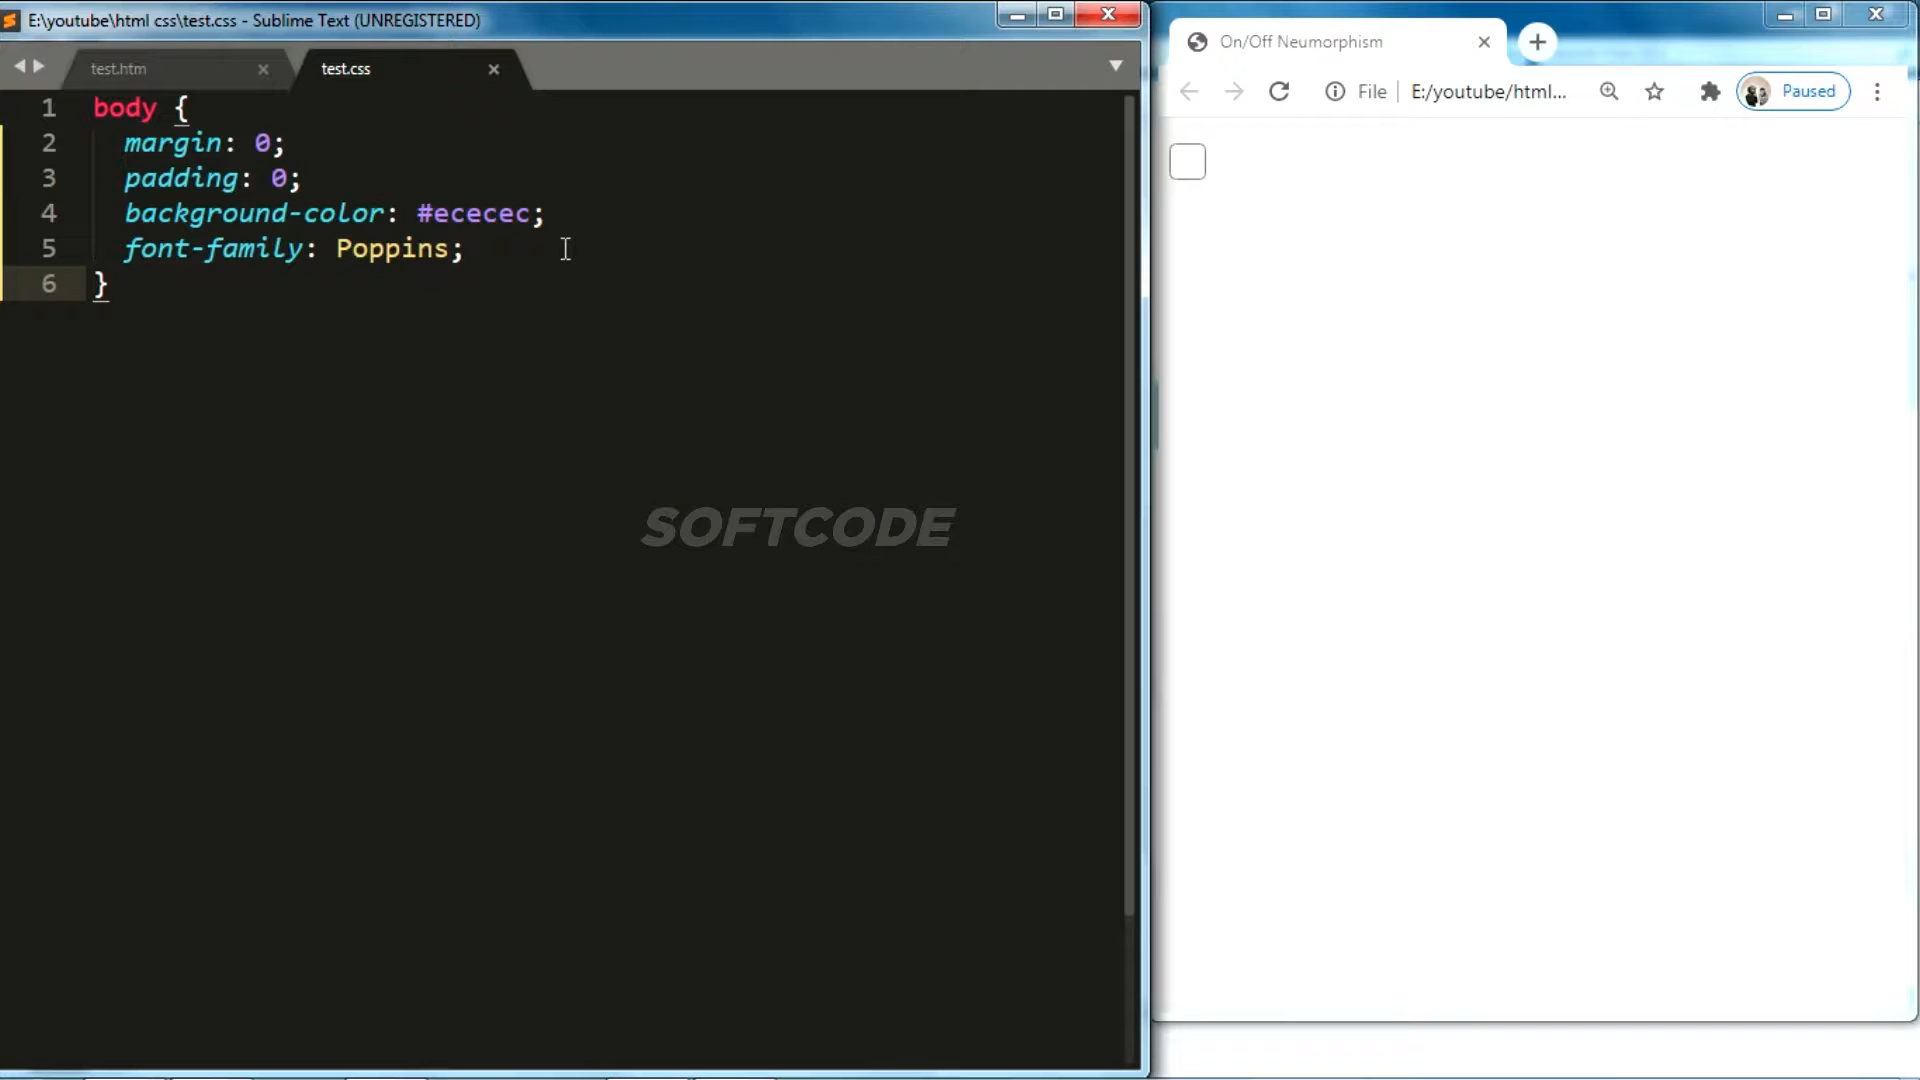 E:\youtube\html css\test.css - Sublime Text (UNREGISTERED)
test.htm
test.css
1 body {
2 margin: 0;
3 padding: 0;
4 background-color: #ececec;
5 font-family: Poppins;
6 }
SOFTCODE
On/Off Neumorphism
File
E:/youtube/html...
Paused